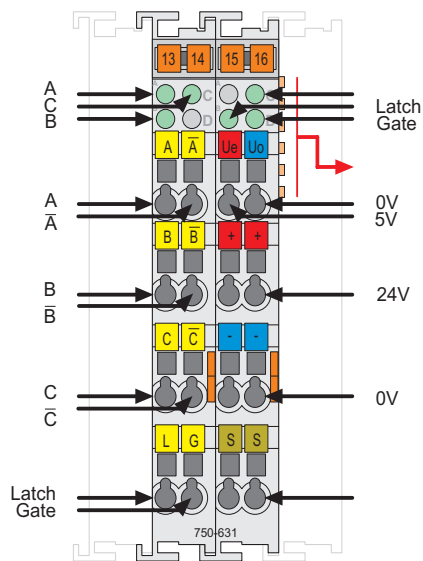 13 14 15 16
A
C
B
C
D
Latch
Gate
A A̅ Ue Uo
A
A̅
0V
5V
B B̅ + +
B
B̅
24V
C C̅ - -
C
C̅
0V
L G S S
Latch
Gate
750-631